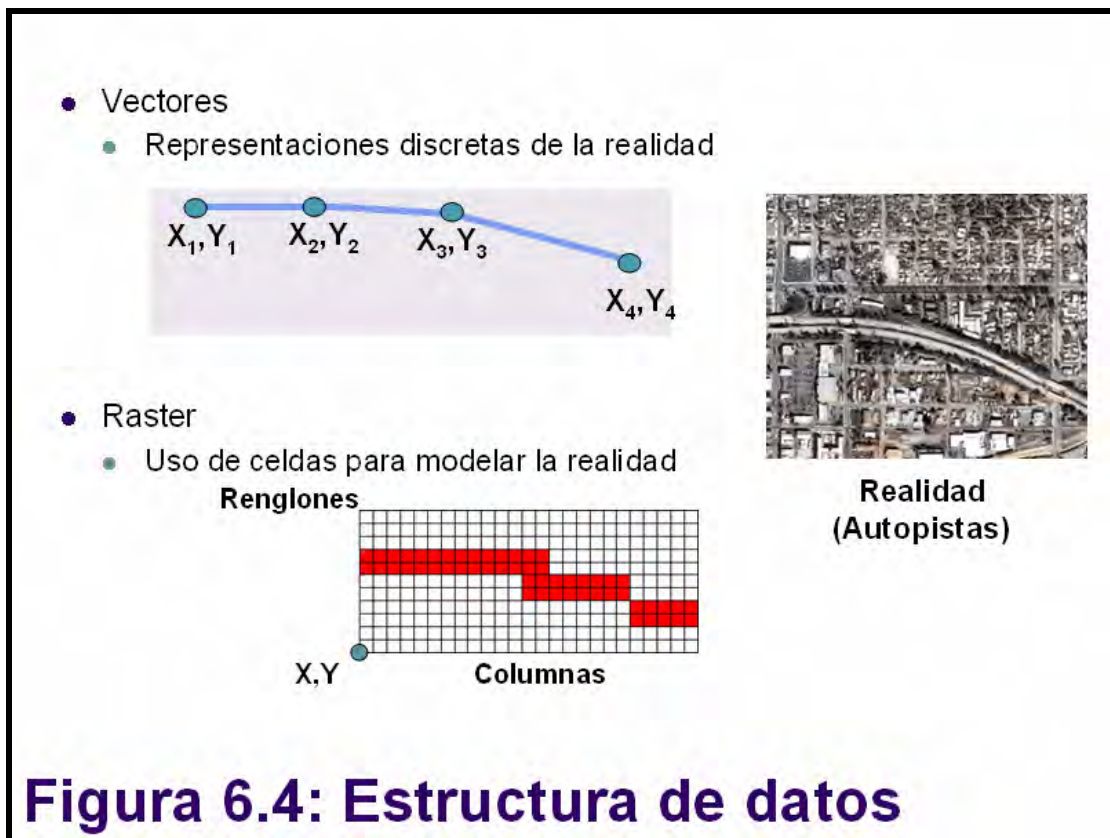 Vectores
Representaciones discretas de la realidad
X₁,Y₁ X₂,Y₂ X₃,Y₃
X₄,Y₄
Raster
Uso de celdas para modelar la realidad
Renglones
X,Y
Columnas
Realidad
(Autopistas)
Figura 6.4: Estructura de datos